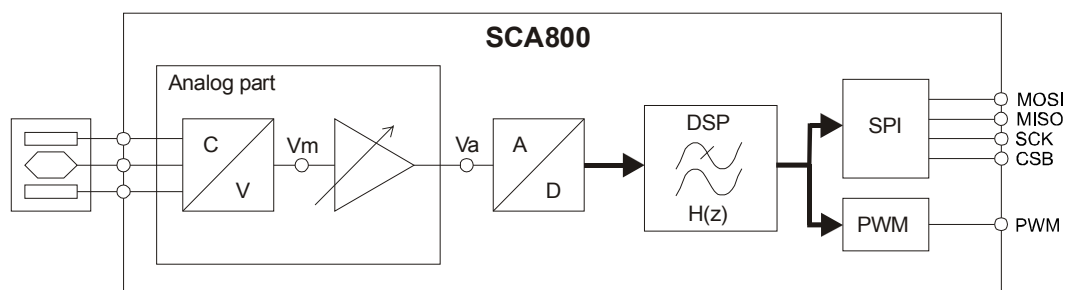 SCA800
Analog part
C
V
Vm
Va
A
D
DSP
H(z)
SPI
PWM
MOSI
MISO
SCK
CSB
PWM